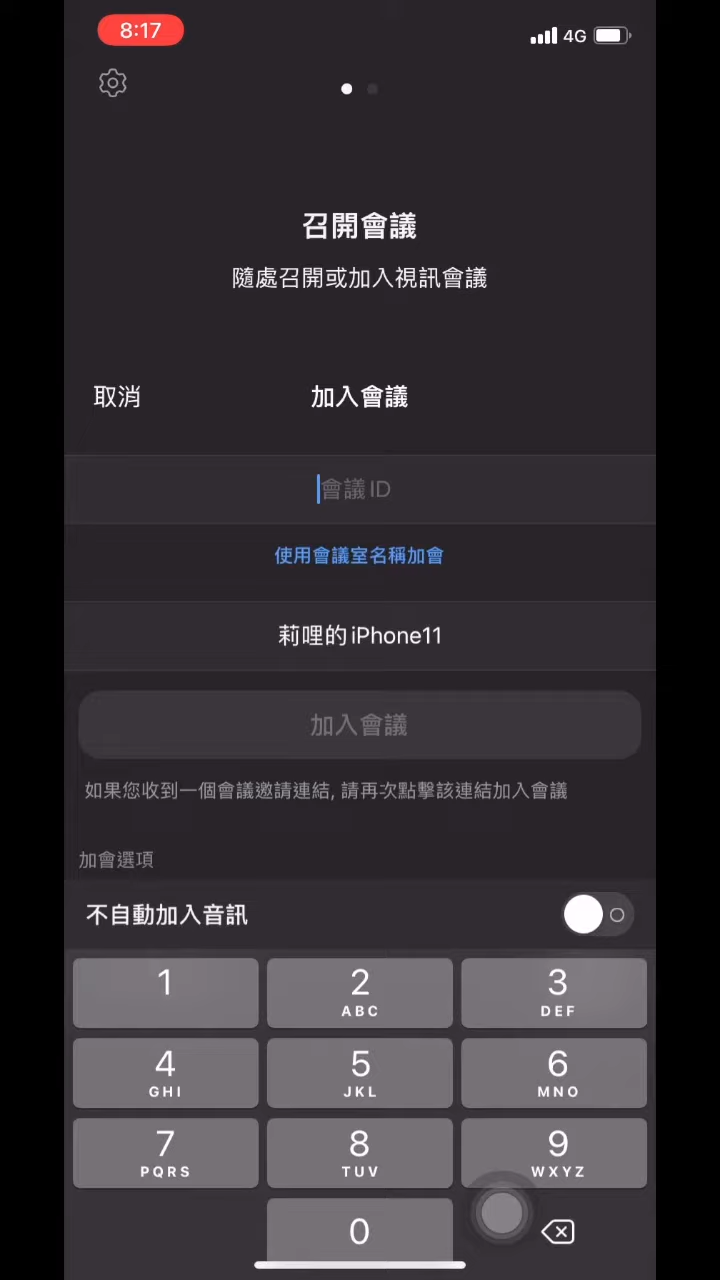 8:17
4G
召開會議
隨處召開或加入視訊會議
取消
加入會議
會議 ID
使用會議室名稱加會
莉哩的 iPhone11
加入會議
如果您收到一個會議邀請連結, 請再次點擊該連結加入會議
加會選項
不自動加入音訊
1
2
ABC
3
DEF
4
GHI
5
JKL
6
MNO
7
PQRS
8
TUV
9
WXYZ
0